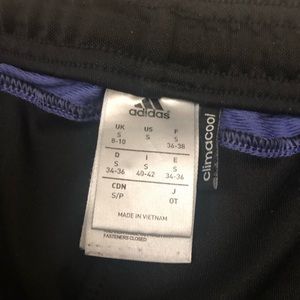 adidas
UK US F
S S S
8-10 36-38
D I E
S S S
34-36 40-42 34-36
CDN J
S/P OT
MADE IN VIETNAM
FASTENERS CLOSED
climacool